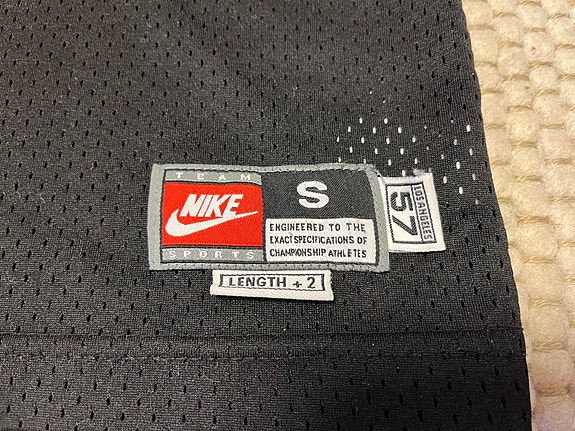 TEAM
NIKE
SPORTS
S
ENGINEERED TO THE
EXACT SPECIFICATIONS OF
CHAMPIONSHIP ATHLETES
LENGTH + 2
57
LOS ANGELES